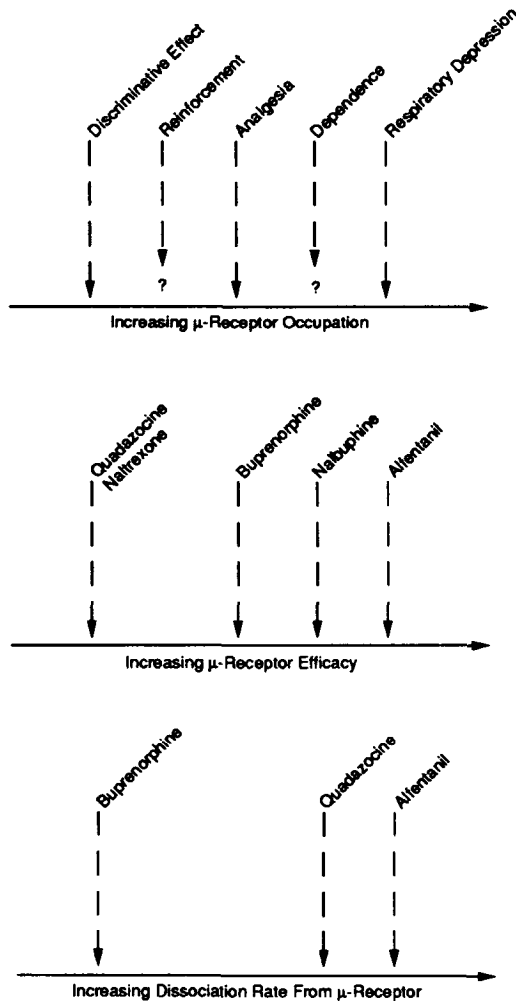 Discriminative Effect
Reinforcement
Analgesia
Dependence
Respiratory Depression
?
?
Increasing μ-Receptor Occupation
Quadazocine
Naltrexone
Buprenorphine
Nalbuphine
Alfentanil
Increasing μ-Receptor Efficacy
Buprenorphine
Quadazocine
Alfentanil
Increasing Dissociation Rate From μ-Receptor